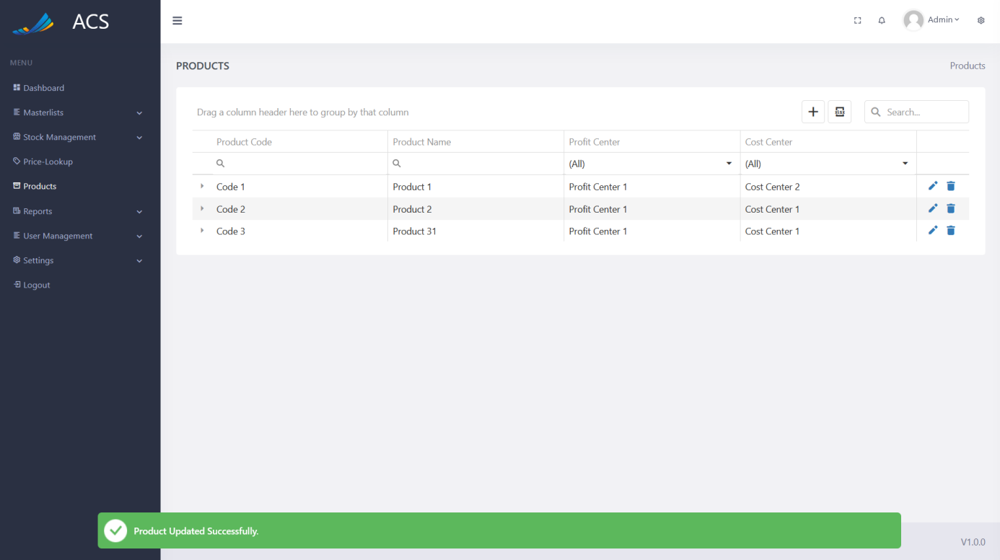 ACS
Admin
MENU
Dashboard
Masterlists
Stock Management
Price-Lookup
Products
Reports
User Management
Settings
Logout
PRODUCTS
Products
Drag a column header here to group by that column
xlsx
Search...
Product Code Product Name Profit Center Cost Center
(All) (All)
Code 1 Product 1 Profit Center 1 Cost Center 2
Code 2 Product 2 Profit Center 1 Cost Center 1
Code 3 Product 31 Profit Center 1 Cost Center 1
Product Updated Successfully.
V1.0.0